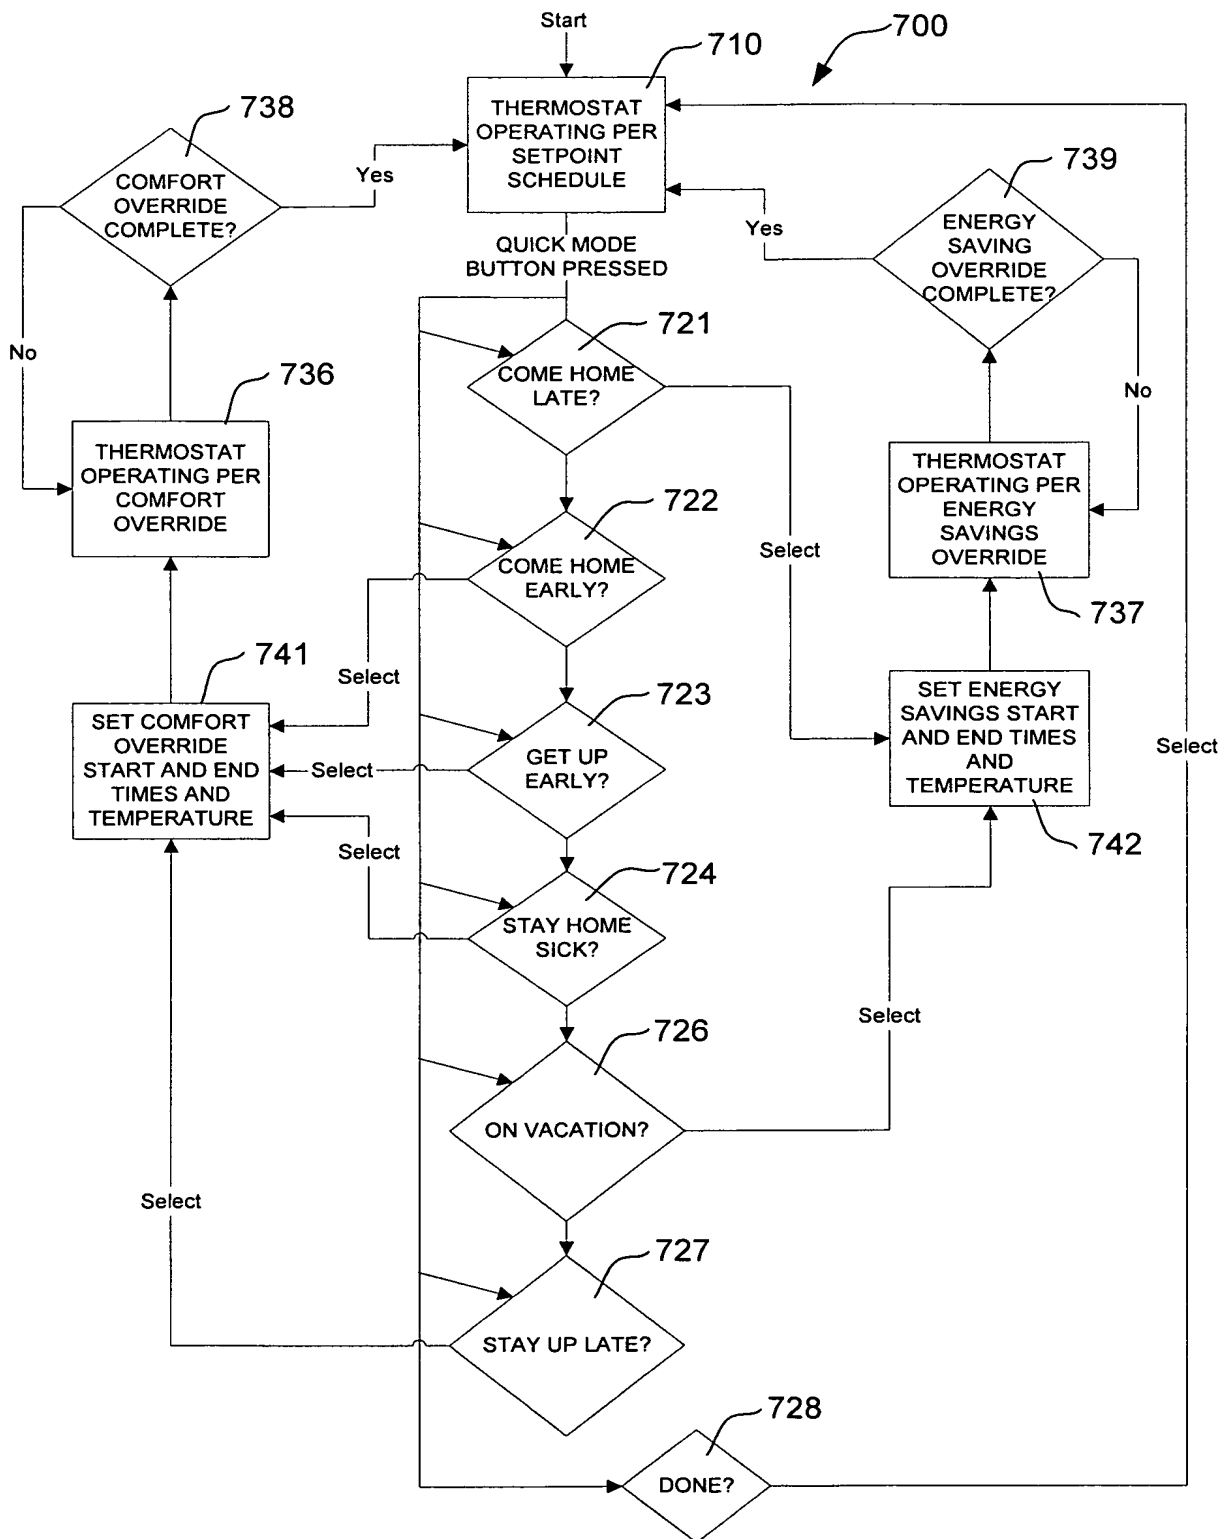 Start
710
700
THERMOSTAT
OPERATING PER
SETPOINT
SCHEDULE
738
COMFORT
OVERRIDE
COMPLETE?
Yes
No
739
ENERGY
SAVING
OVERRIDE
COMPLETE?
Yes
No
QUICK MODE
BUTTON PRESSED
721
COME HOME
LATE?
736
THERMOSTAT
OPERATING PER
COMFORT
OVERRIDE
THERMOSTAT
OPERATING PER
ENERGY
SAVINGS
OVERRIDE
737
722
COME HOME
EARLY?
Select
Select
741
SET COMFORT
OVERRIDE
START AND END
TIMES AND
TEMPERATURE
723
GET UP
EARLY?
Select
SET ENERGY
SAVINGS START
AND END TIMES
AND
TEMPERATURE
742
Select
Select
724
STAY HOME
SICK?
726
ON VACATION?
Select
Select
727
STAY UP LATE?
728
DONE?